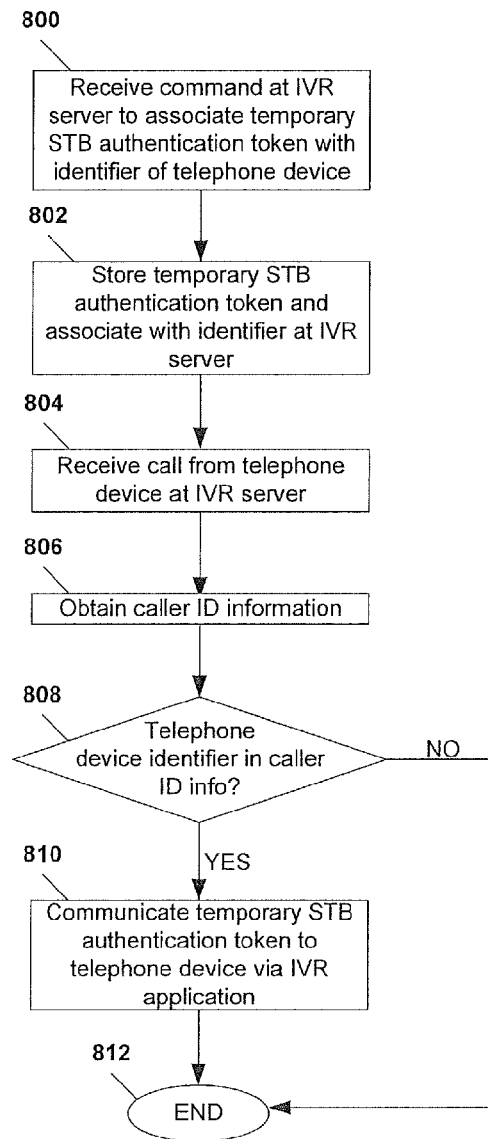 800
Receive command at IVR
server to associate temporary
STB authentication token with
identifier of telephone device
802
Store temporary STB
authentication token and
associate with identifier at IVR
server
804
Receive call from telephone
device at IVR server
806
Obtain caller ID information
808
Telephone
device identifier in caller
ID info?
NO
YES
810
Communicate temporary STB
authentication token to
telephone device via IVR
application
812
END